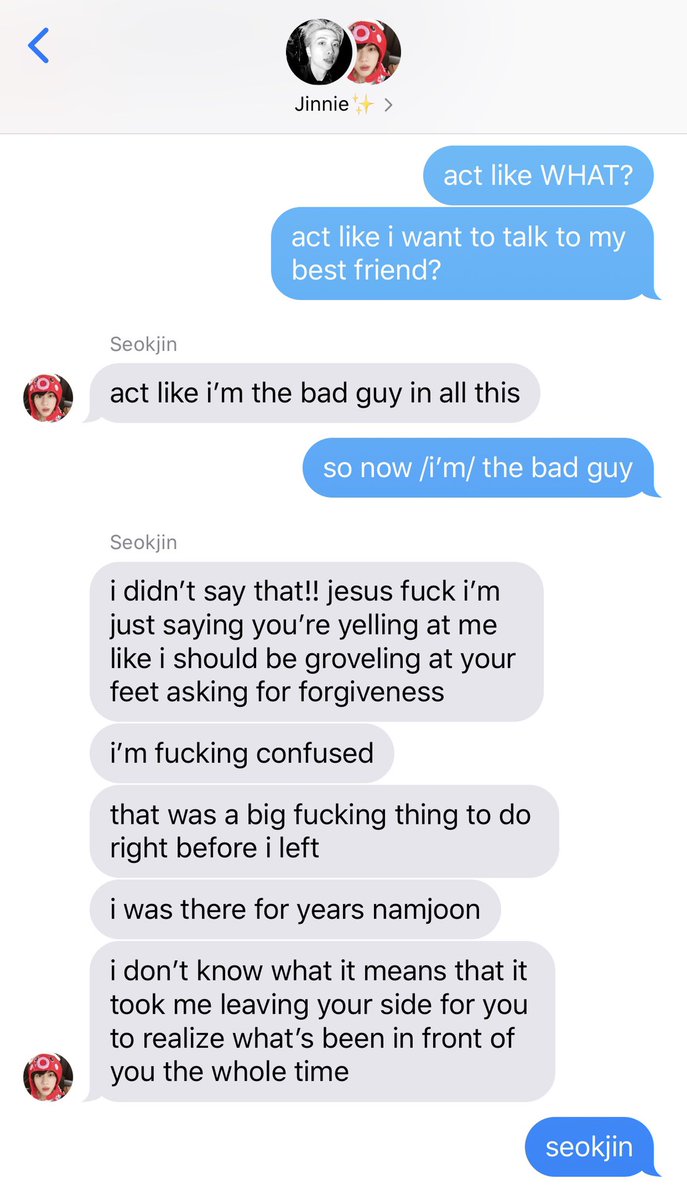 Jinnie✨ >
act like WHAT?
act like i want to talk to my
best friend?
Seokjin
act like i’m the bad guy in all this
so now /i’m/ the bad guy
Seokjin
i didn’t say that!! jesus fuck i’m
just saying you’re yelling at me
like i should be groveling at your
feet asking for forgiveness
i’m fucking confused
that was a big fucking thing to do
right before i left
i was there for years namjoon
i don’t know what it means that it
took me leaving your side for you
to realize what’s been in front of
you the whole time
seokjin